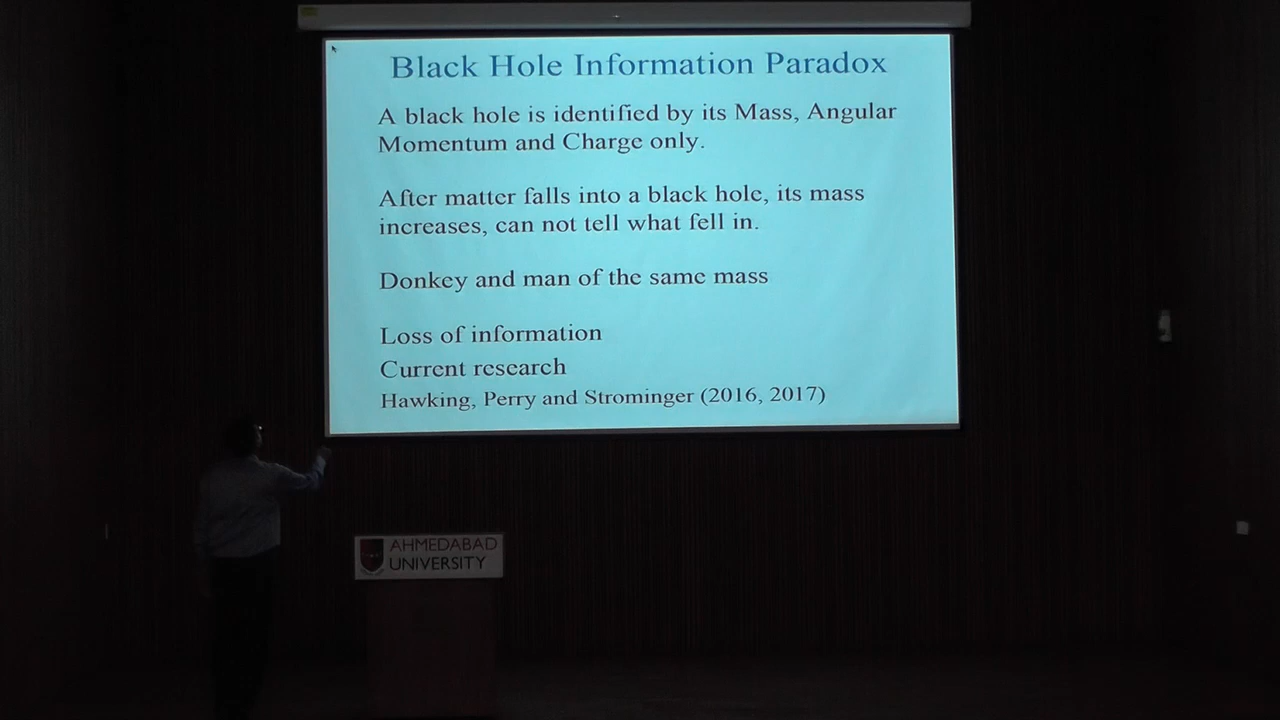 Black Hole Information Paradox
A black hole is identified by its Mass, Angular
Momentum and Charge only.
After matter falls into a black hole, its mass
increases, can not tell what fell in.
Donkey and man of the same mass
Loss of information
Current research
Hawking, Perry and Strominger (2016, 2017)
AHMEDABAD
UNIVERSITY